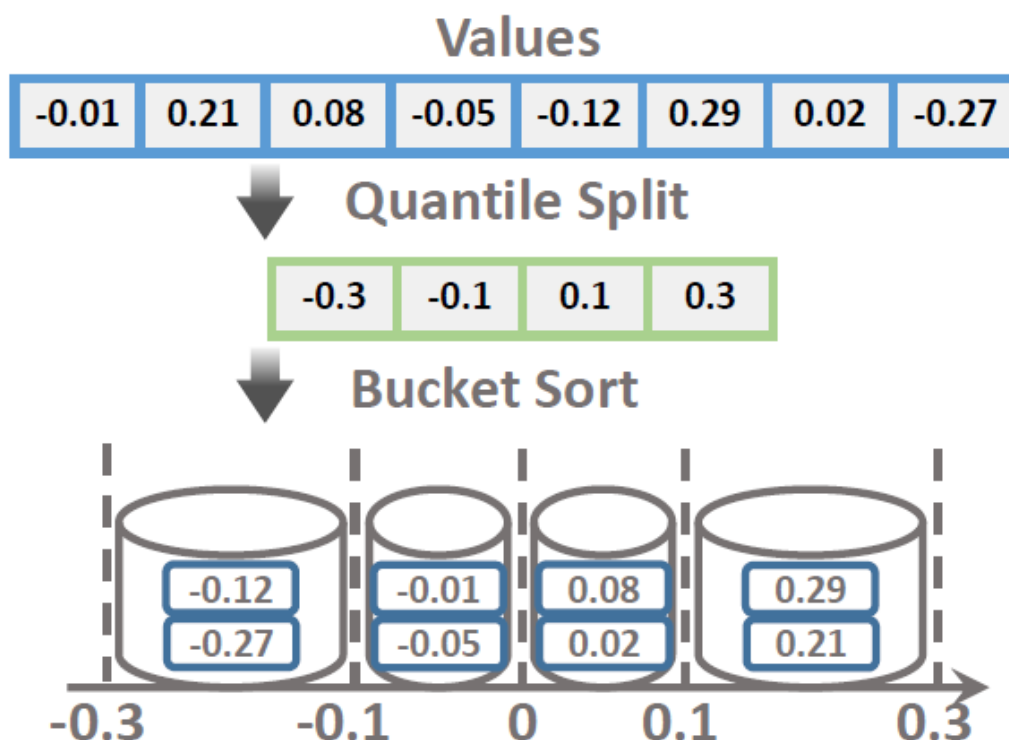 Values
-0.01 0.21 0.08 -0.05 -0.12 0.29 0.02 -0.27
Quantile Split
-0.3 -0.1 0.1 0.3
Bucket Sort
-0.12 -0.01 0.08 0.29
-0.27 -0.05 0.02 0.21
-0.3 -0.1 0 0.1 0.3